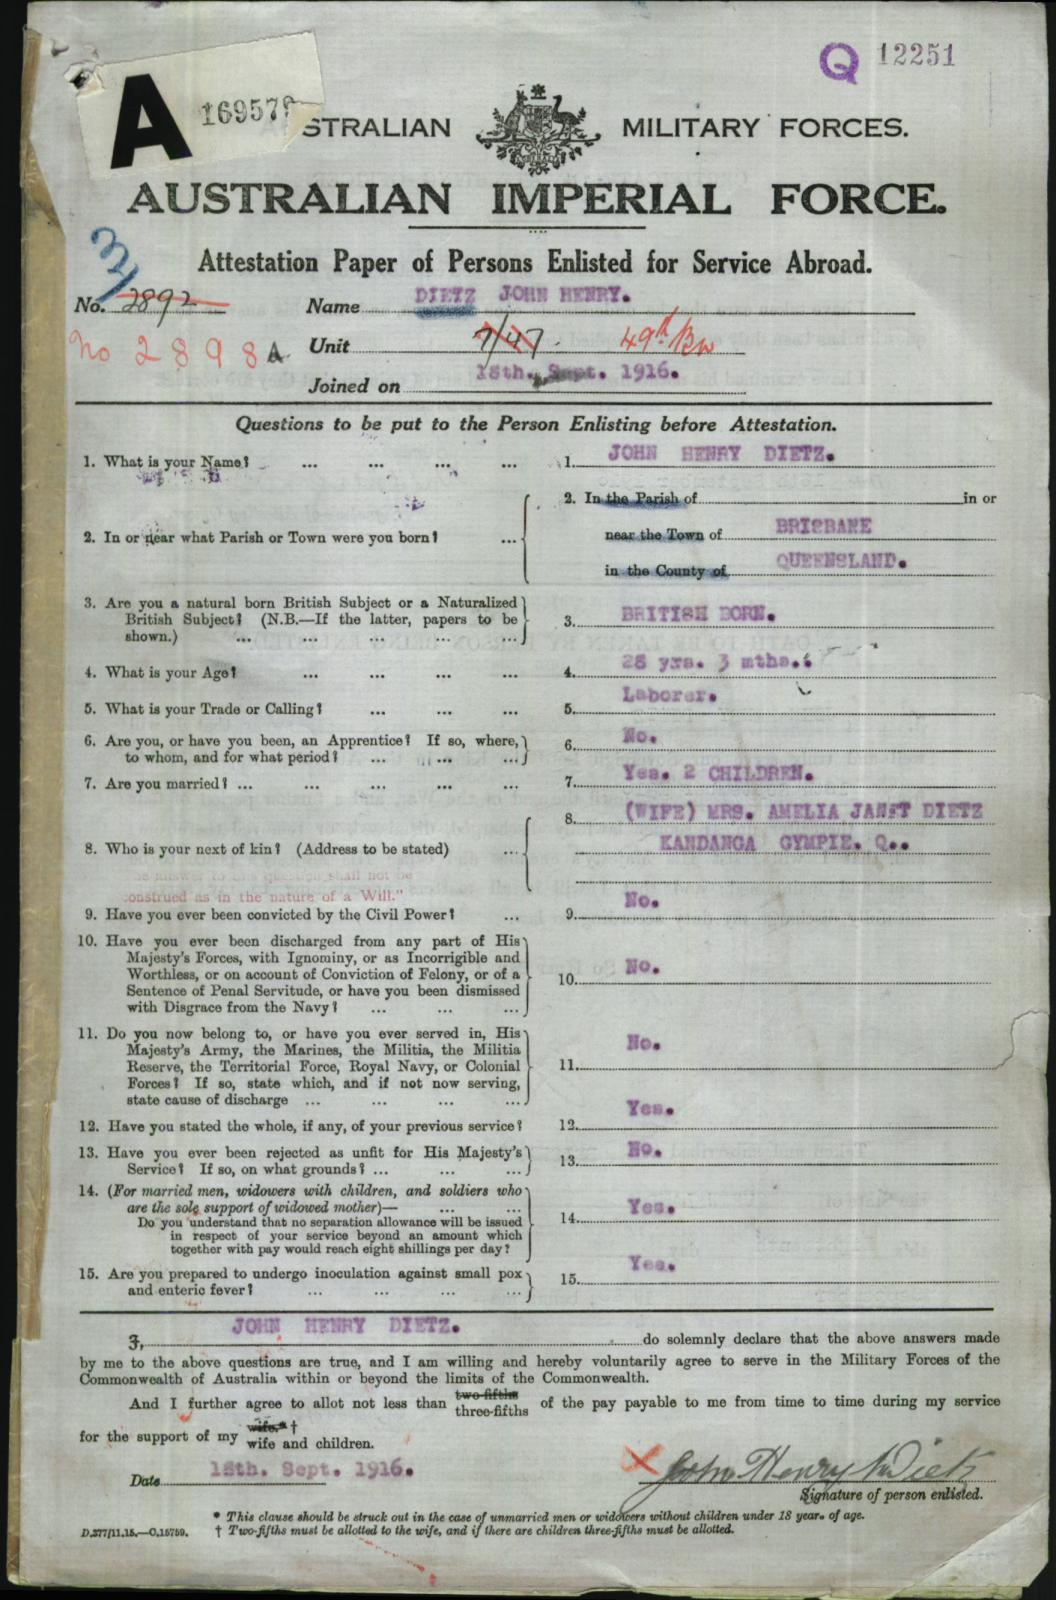 Q 12251
A 169579
AUSTRALIAN MILITARY FORCES.
AUSTRALIAN IMPERIAL FORCE.
Attestation Paper of Persons Enlisted for Service Abroad.
No. 2892 Name DIETZ JOHN HENRY.
No 2898A Unit 7/47. 49th Bn
Joined on 18th. Sept. 1916.
Questions to be put to the Person Enlisting before Attestation.
1. What is your Name? ... ... ... ... 1. JOHN HENRY DIETZ.
2. In the Parish of in or
2. In or near what Parish or Town were you born? ... near the Town of BRISBANE
in the County of QUEENSLAND.
3. Are you a natural born British Subject or a Naturalized
British Subject? (N.B.—If the latter, papers to be
shown.) ... ... ... ... ... 3. BRITISH BORN.
4. What is your Age? ... ... ... ... 4. 28 yrs. 3 mths.
5. What is your Trade or Calling? ... ... ... 5. Laborer.
6. Are you, or have you been, an Apprentice? If so, where,
to whom, and for what period? ... ... ... 6. No.
7. Are you married? ... ... ... ... ... 7. Yes. 2 CHILDREN.
8. Who is your next of kin? (Address to be stated) ... 8. (WIFE) MRS. AMELIA JANET DIETZ
KANDANGA GYMPIE. Q..
the answer to this question shall not be
construed as in the nature of a Will."
9. Have you ever been convicted by the Civil Power? ... 9. No.
10. Have you ever been discharged from any part of His
Majesty's Forces, with Ignominy, or as Incorrigible and
Worthless, or on account of Conviction of Felony, or of a
Sentence of Penal Servitude, or have you been dismissed
with Disgrace from the Navy? ... ... ... 10. No.
11. Do you now belong to, or have you ever served in, His
Majesty's Army, the Marines, the Militia, the Militia
Reserve, the Territorial Force, Royal Navy, or Colonial
Forces? If so, state which, and if not now serving,
state cause of discharge ... ... ... ... 11. No.
12. Have you stated the whole, if any, of your previous service? 12. Yes.
13. Have you ever been rejected as unfit for His Majesty's
Service? If so, on what grounds? ... ... ... 13. No.
14. (For married men, widowers with children, and soldiers who
are the sole support of widowed mother)— ... ...
Do you understand that no separation allowance will be issued
in respect of your service beyond an amount which
together with pay would reach eight shillings per day? 14. Yes.
15. Are you prepared to undergo inoculation against small pox
and enteric fever? ... ... ... ... 15. Yes.
I, JOHN HENRY DIETZ. do solemnly declare that the above answers made
by me to the above questions are true, and I am willing and hereby voluntarily agree to serve in the Military Forces of the
Commonwealth of Australia within or beyond the limits of the Commonwealth.
And I further agree to allot not less than two-fifths three-fifths of the pay payable to me from time to time during my service
for the support of my wife.*† wife and children.
Date 18th. Sept. 1916. John Henry Dietz
Signature of person enlisted.
* This clause should be struck out in the case of unmarried men or widowers without children under 18 years of age.
D.377/11.15.—C.15759. † Two-fifths must be allotted to the wife, and if there are children three-fifths must be allotted.